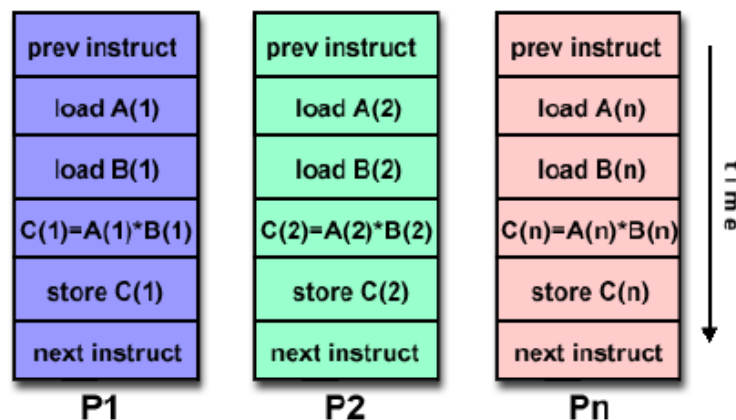 prev instruct
load A(1)
load B(1)
C(1)=A(1)*B(1)
store C(1)
next instruct
P1
prev instruct
load A(2)
load B(2)
C(2)=A(2)*B(2)
store C(2)
next instruct
P2
prev instruct
load A(n)
load B(n)
C(n)=A(n)*B(n)
store C(n)
next instruct
Pn
time